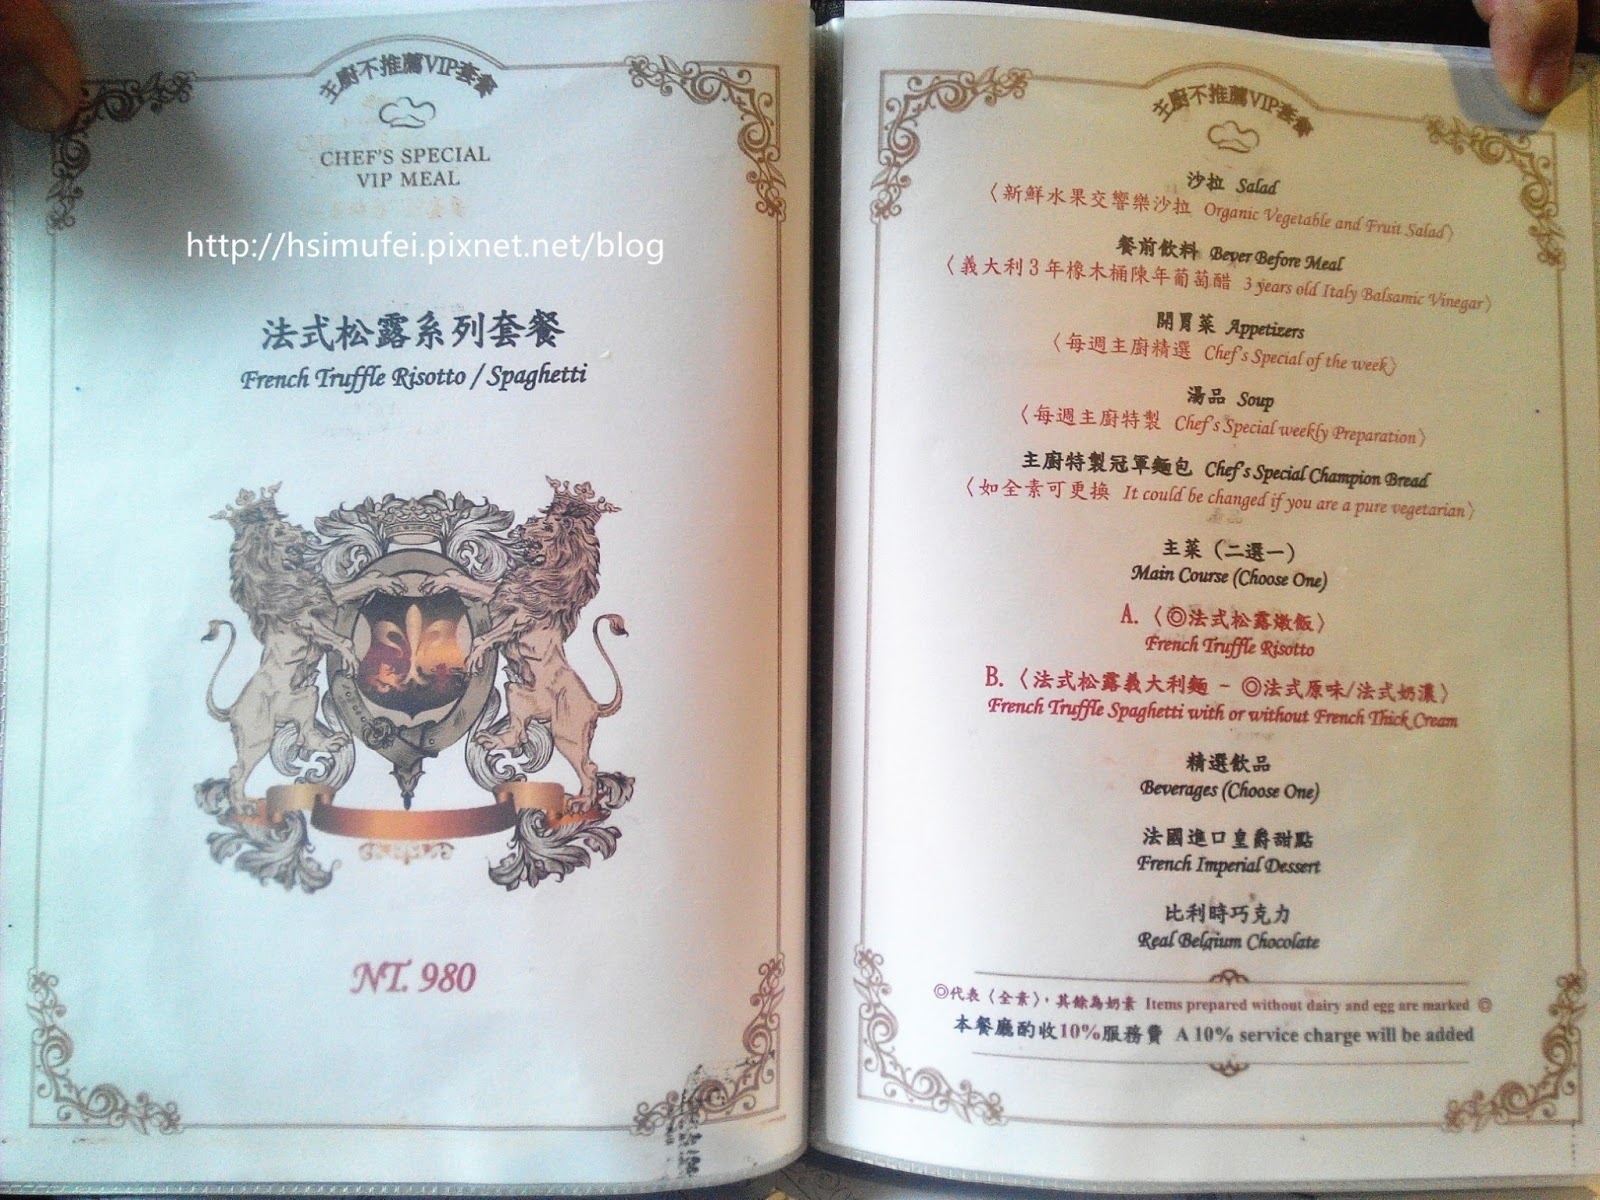 主廚不推薦VIP套餐
CHEF'S SPECIAL
VIP MEAL
http://hsimufei.pixnet.net/blog
法式松露系列套餐
French Truffle Risotto / Spaghetti
NT. 980
主廚不推薦VIP套餐
沙拉 Salad
〈新鮮水果交響樂沙拉 Organic Vegetable and Fruit Salad〉
餐前飲料 Bever Before Meal
〈義大利3年橡木桶陳年葡萄醋 3 years old Italy Balsamic Vinegar〉
開胃菜 Appetizers
〈每週主廚精選 Chef's Special of the week〉
湯品 Soup
〈每週主廚特製 Chef's Special weekly Preparation〉
主廚特製冠軍麵包 Chef's Special Champion Bread
〈如全素可更換 It could be changed if you are a pure vegetarian〉
主菜（二選一）
Main Course (Choose One)
A.〈◎法式松露燉飯〉
French Truffle Risotto
B.〈法式松露義大利麵 - ◎法式原味/法式奶濃〉
French Truffle Spaghetti with or without French Thick Cream
精選飲品
Beverages (Choose One)
法國進口皇爵甜點
French Imperial Dessert
比利時巧克力
Real Belgium Chocolate
◎代表〈全素〉，其餘為奶素 Items prepared without dairy and egg are marked ◎
本餐廳酌收10%服務費 A 10% service charge will be added